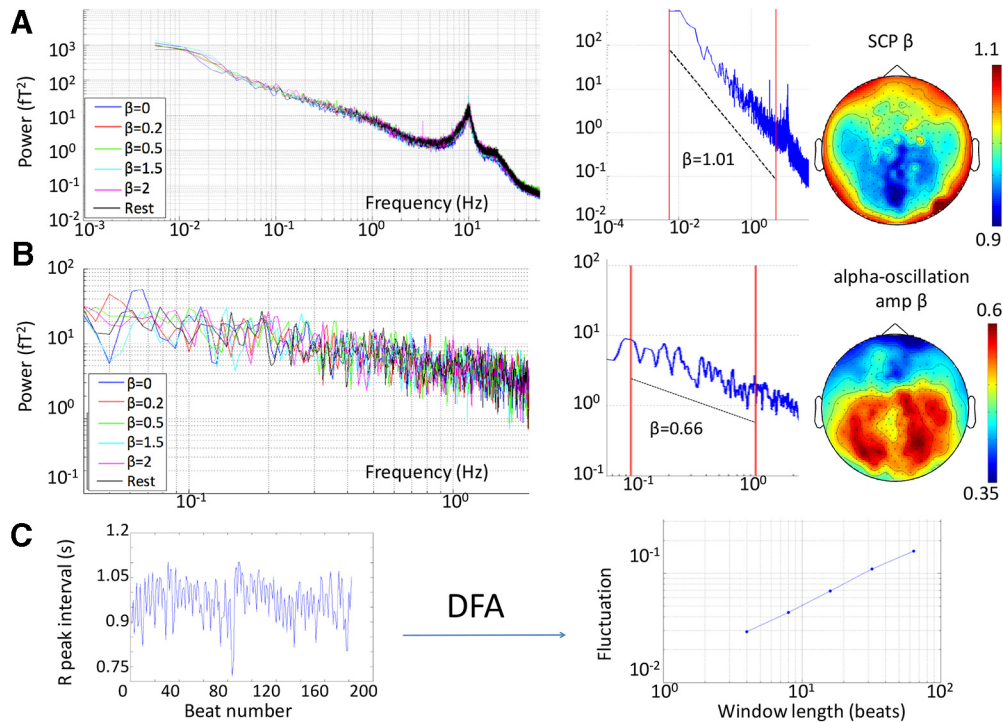 A
Power (fT²)
10³
10²
10¹
10⁰
10⁻¹
10⁻²
β=0
β=0.2
β=0.5
β=1.5
β=2
Rest
Frequency (Hz)
10⁻³
10⁻²
10⁻¹
10⁰
10¹
10²
10¹
10⁰
10⁻¹
10⁻²
β=1.01
10⁻⁴
10⁻²
10⁰
SCP β
1.1
0.9
B
Power (fT²)
10²
10¹
10⁰
10⁻¹
β=0
β=0.2
β=0.5
β=1.5
β=2
Rest
Frequency (Hz)
10⁻¹
10⁰
10²
10¹
10⁰
10⁻¹
β=0.66
10⁻¹
10⁰
alpha-oscillation
amp β
0.6
0.35
C
R peak interval (s)
1.2
1.05
0.9
0.75
0
40
80
120
160
200
Beat number
DFA
Fluctuation
10⁻¹
10⁻²
10⁰
10¹
10²
Window length (beats)